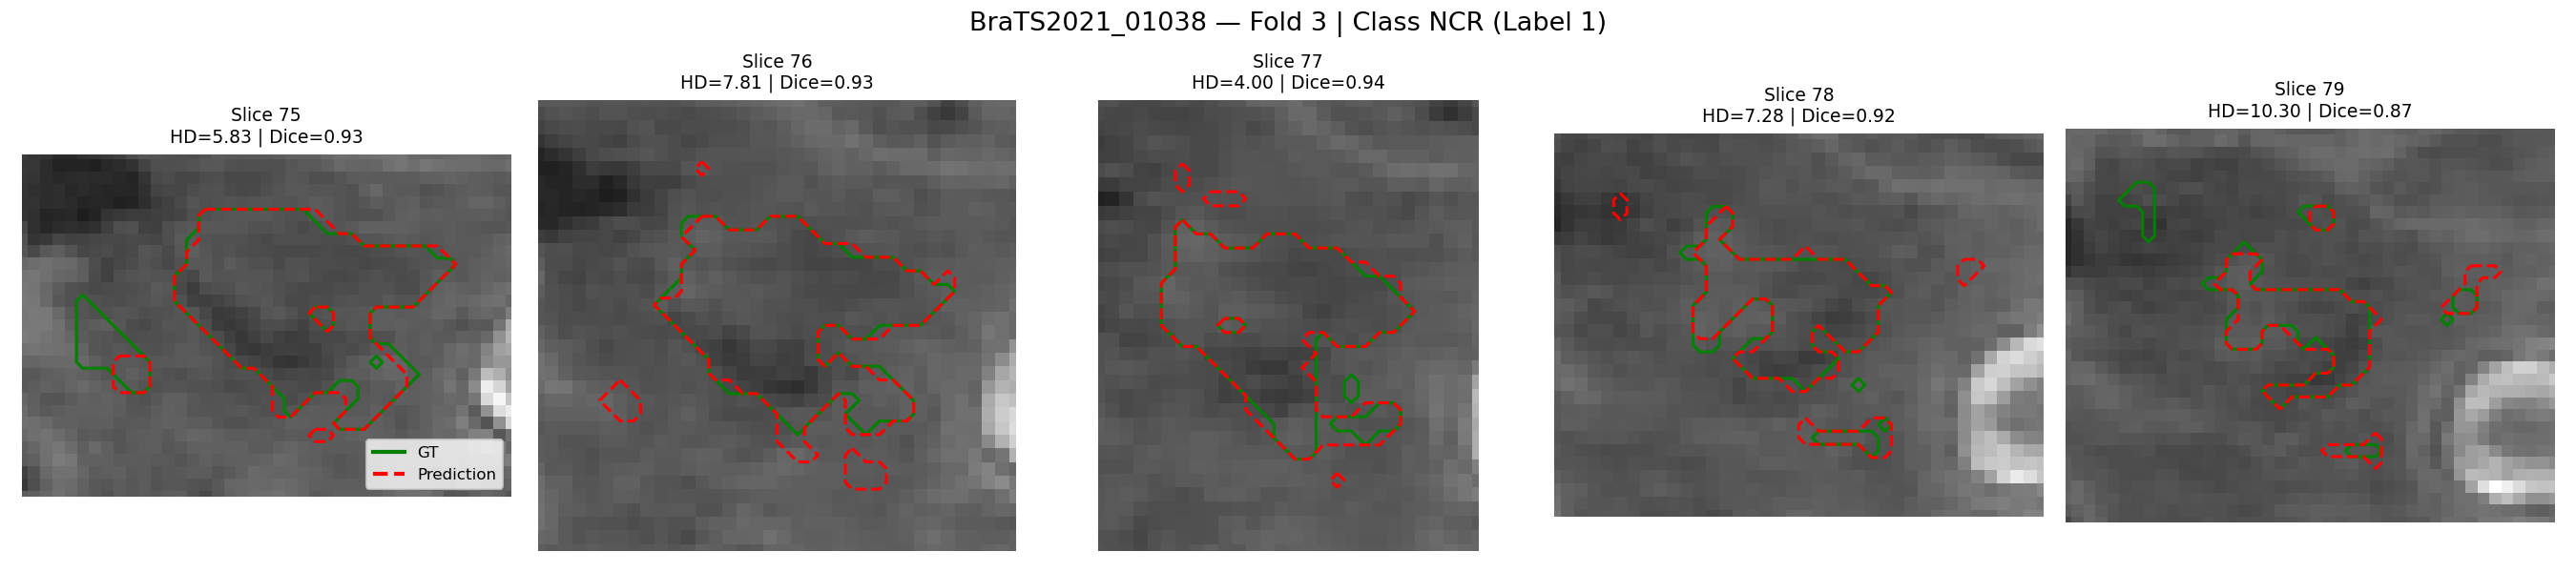 BraTS2021_01038 — Fold 3 | Class NCR (Label 1)
Slice 75
HD=5.83 | Dice=0.93
Slice 76
HD=7.81 | Dice=0.93
Slice 77
HD=4.00 | Dice=0.94
Slice 78
HD=7.28 | Dice=0.92
Slice 79
HD=10.30 | Dice=0.87
GT
Prediction